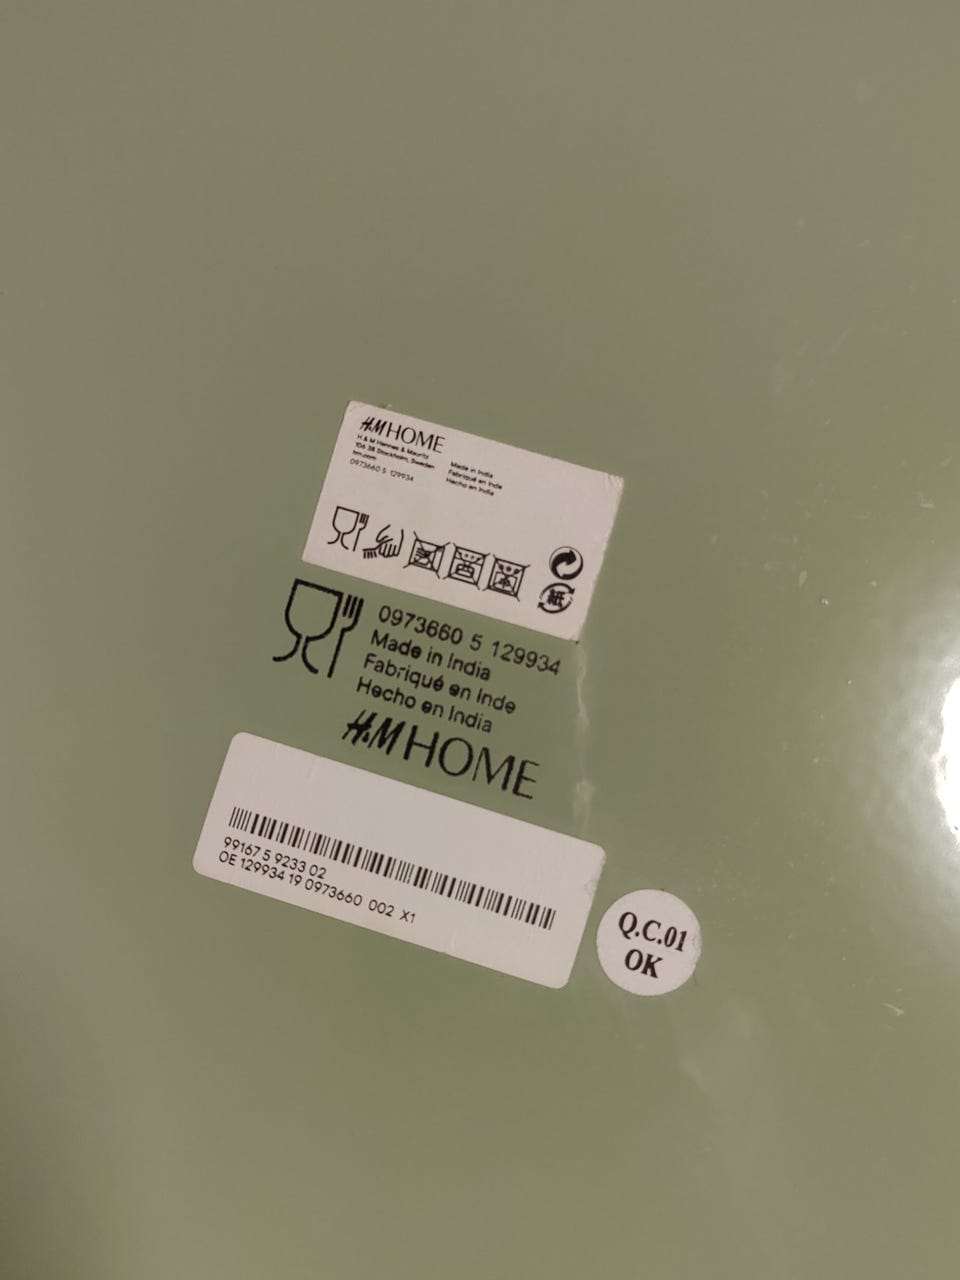 H&M HOME
H & M Hennes & Mauritz
106 38 Stockholm, Sweden
hm.com
0973660 5 129934
Made in India
Fabriqué en Inde
Hecho en India
紙
0973660 5 129934
Made in India
Fabriqué en Inde
Hecho en India
H&M HOME
99167 5 9233 02
OE 129934 19 0973660 002 X1
Q.C.01
OK